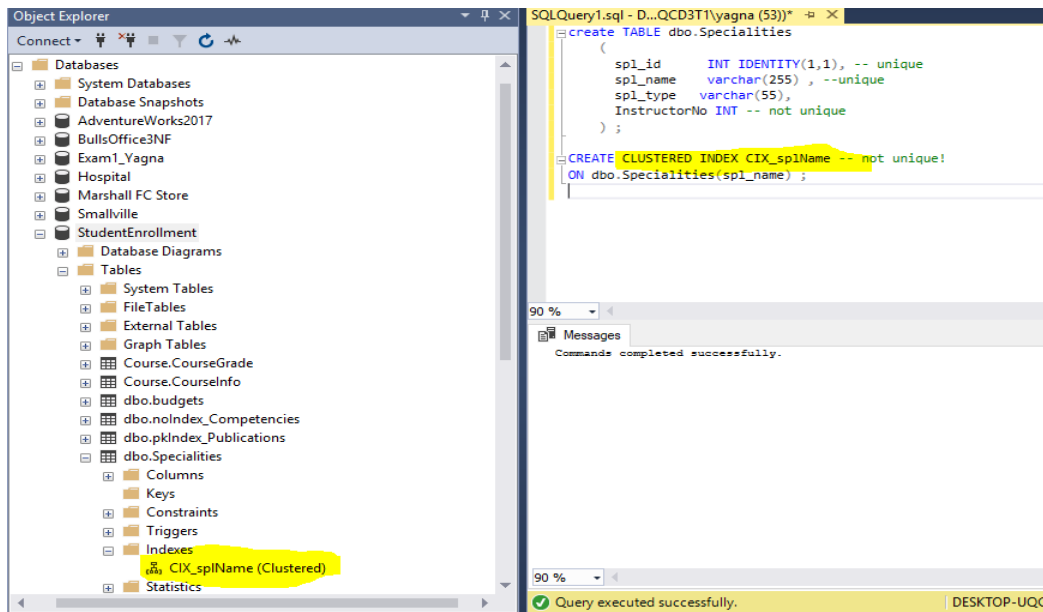 Object Explorer
Connect
Databases
System Databases
Database Snapshots
AdventureWorks2017
BullsOffice3NF
Exam1_Yagna
Hospital
Marshall FC Store
Smallville
StudentEnrollment
Database Diagrams
Tables
System Tables
FileTables
External Tables
Graph Tables
Course.CourseGrade
Course.CourseInfo
dbo.budgets
dbo.noIndex_Competencies
dbo.pkIndex_Publications
dbo.Specialities
Columns
Keys
Constraints
Triggers
Indexes
CIX_splName (Clustered)
Statistics
SQLQuery1.sql - D...QCD3T1\yagna (53))*
create TABLE dbo.Specialities
(
spl_id INT IDENTITY(1,1), -- unique
spl_name varchar(255) , --unique
spl_type varchar(55),
InstructorNo INT -- not unique
) ;
CREATE CLUSTERED INDEX CIX_splName -- not unique!
ON dbo.Specialities(spl_name) ;
90 %
Messages
Commands completed successfully.
90 %
Query executed successfully.
DESKTOP-UQC